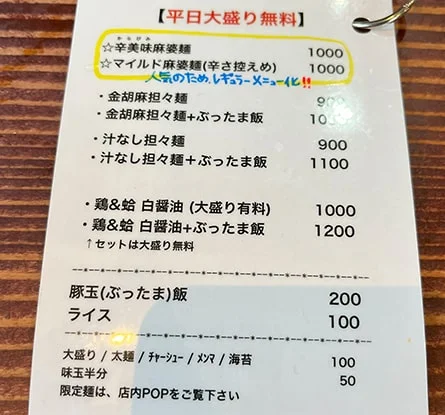 【平日大盛り無料】
からびみ
☆辛美味麻婆麺 1000
☆マイルド麻婆麺(辛さ控えめ) 1000
人気のため、レギュラーメニュー化!!
・金胡麻担々麺
・金胡麻担々麺+ぶったま飯
・汁なし担々麺 900
・汁なし担々麺+ぶったま飯 1100
・鶏&蛤 白醤油 (大盛り有料) 1000
・鶏&蛤 白醤油+ぶったま飯 1200
↑セットは大盛り無料
豚玉(ぶったま)飯 200
ライス 100
大盛り / 太麺 / チャーシュー / メンマ / 海苔 100
味玉半分 50
限定麺は、店内POPをご覧下さい